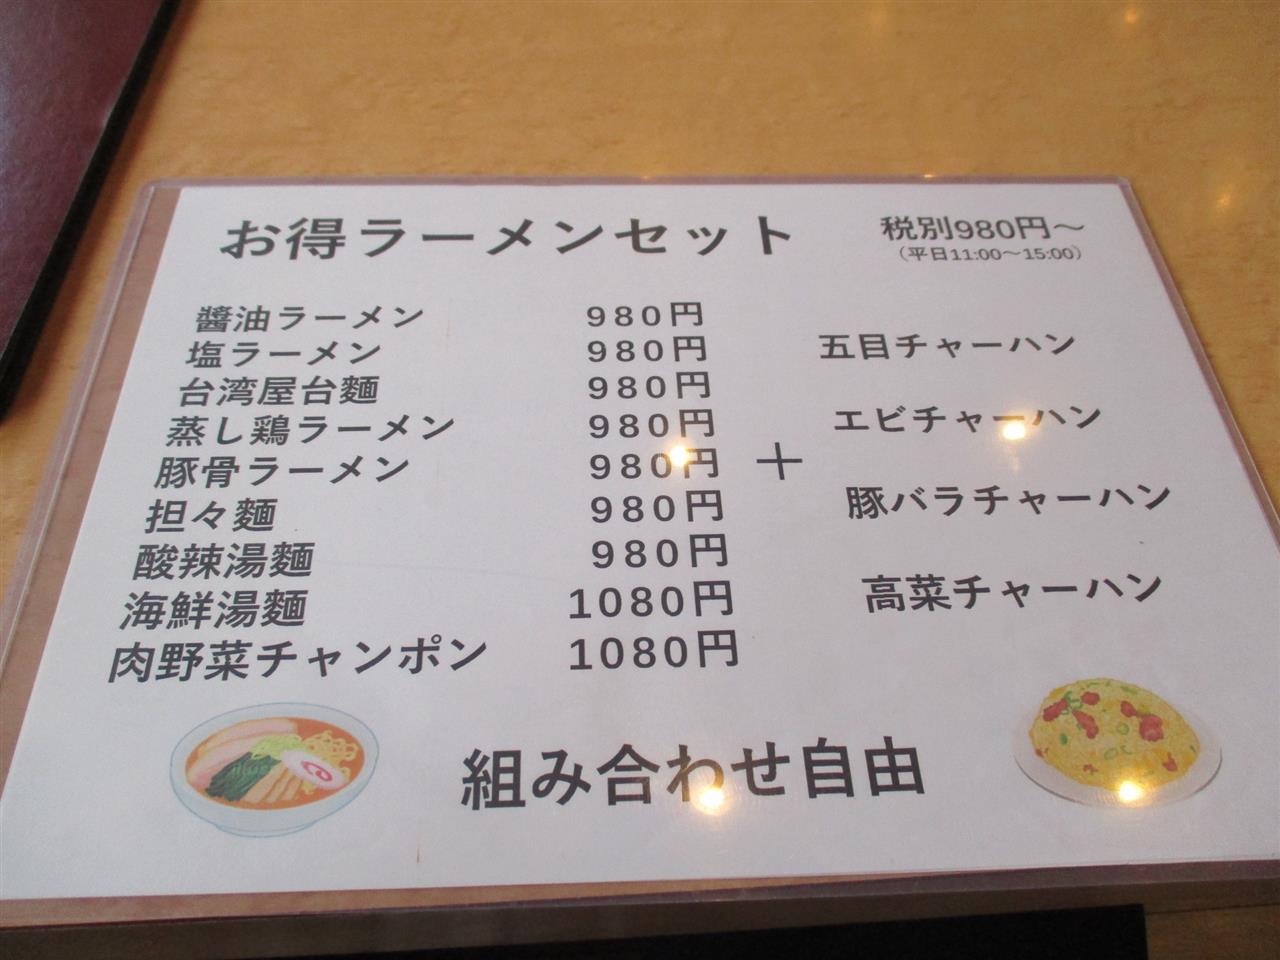 お得ラーメンセット
税別980円～
（平日11:00～15:00）
醬油ラーメン 980円
塩ラーメン 980円
台湾屋台麵 980円
蒸し鶏ラーメン 980円
豚骨ラーメン 980円
担々麵 980円
酸辣湯麵 980円
海鮮湯麵 1080円
肉野菜チャンポン 1080円
＋
五目チャーハン
エビチャーハン
豚バラチャーハン
高菜チャーハン
組み合わせ自由